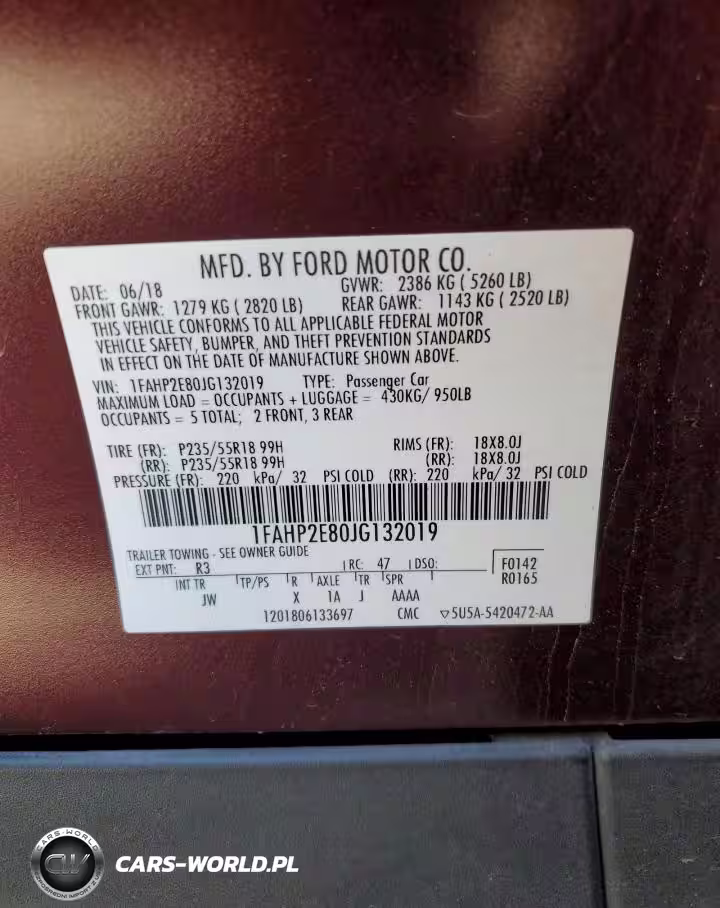 MFD. BY FORD MOTOR CO.
DATE: 06/18 GVWR: 2386 KG ( 5260 LB)
FRONT GAWR: 1279 KG ( 2820 LB) REAR GAWR: 1143 KG ( 2520 LB)
THIS VEHICLE CONFORMS TO ALL APPLICABLE FEDERAL MOTOR
VEHICLE SAFETY, BUMPER, AND THEFT PREVENTION STANDARDS
IN EFFECT ON THE DATE OF MANUFACTURE SHOWN ABOVE.
VIN: 1FAHP2E80JG132019 TYPE: Passenger Car
MAXIMUM LOAD = OCCUPANTS + LUGGAGE = 430KG/ 950LB
OCCUPANTS = 5 TOTAL; 2 FRONT, 3 REAR
TIRE (FR): P235/55R18 99H RIMS (FR): 18X8.0J
(RR): P235/55R18 99H (RR): 18X8.0J
PRESSURE (FR): 220 kPa/ 32 PSI COLD (RR): 220 kPa/ 32 PSI COLD
1FAHP2E80JG132019
TRAILER TOWING - SEE OWNER GUIDE
EXT PNT: R3 RC: 47 DSO: F0142
INT TR TP/PS R AXLE TR SPR R0165
JW X 1A J AAAA
1201806133697 CMC ▽5U5A-5420472-AA
CARS-WORLD
CW
CARS-WORLD.PL